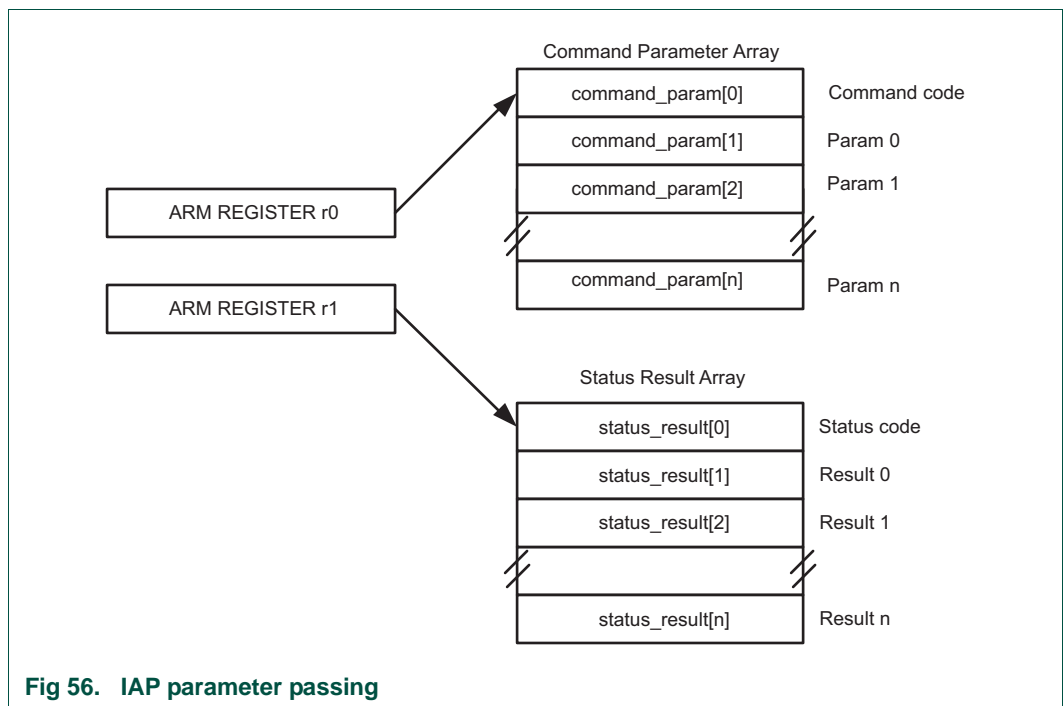 Command Parameter Array
command_param[0] Command code
command_param[1] Param 0
command_param[2] Param 1
ARM REGISTER r0
command_param[n] Param n
ARM REGISTER r1
Status Result Array
status_result[0] Status code
status_result[1] Result 0
status_result[2] Result 1
status_result[n] Result n
Fig 56. IAP parameter passing